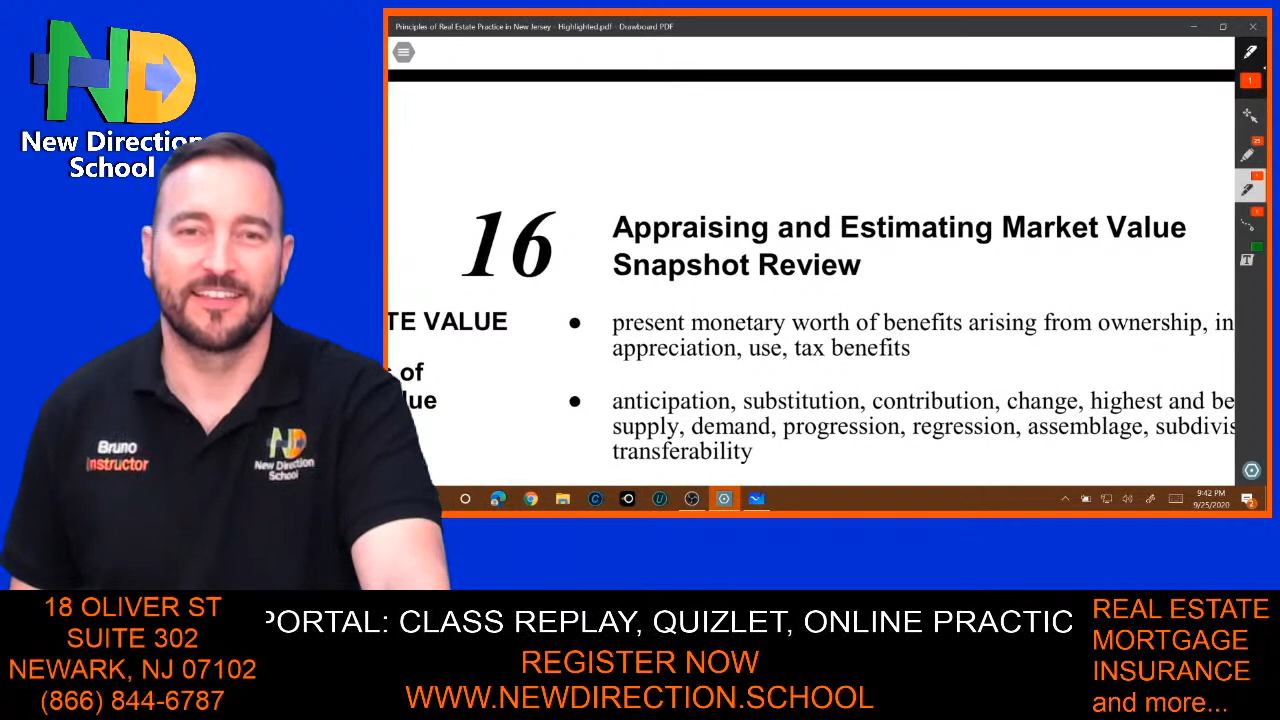 New Direction
School
Bruno
Instructor
New Direction
School
Principles of Real Estate Practice in New Jersey - Highlighted.pdf - Drawboard PDF
16
Appraising and Estimating Market Value
Snapshot Review
TE VALUE
● present monetary worth of benefits arising from ownership, in
appreciation, use, tax benefits
of
lue
● anticipation, substitution, contribution, change, highest and be
supply, demand, progression, regression, assemblage, subdivis
transferability
1
25
T
9:42 PM
9/25/2020
2
18 OLIVER ST
SUITE 302
NEWARK, NJ 07102
(866) 844-6787
PORTAL: CLASS REPLAY, QUIZLET, ONLINE PRACTIC
REGISTER NOW
WWW.NEWDIRECTION.SCHOOL
REAL ESTATE
MORTGAGE
INSURANCE
and more...